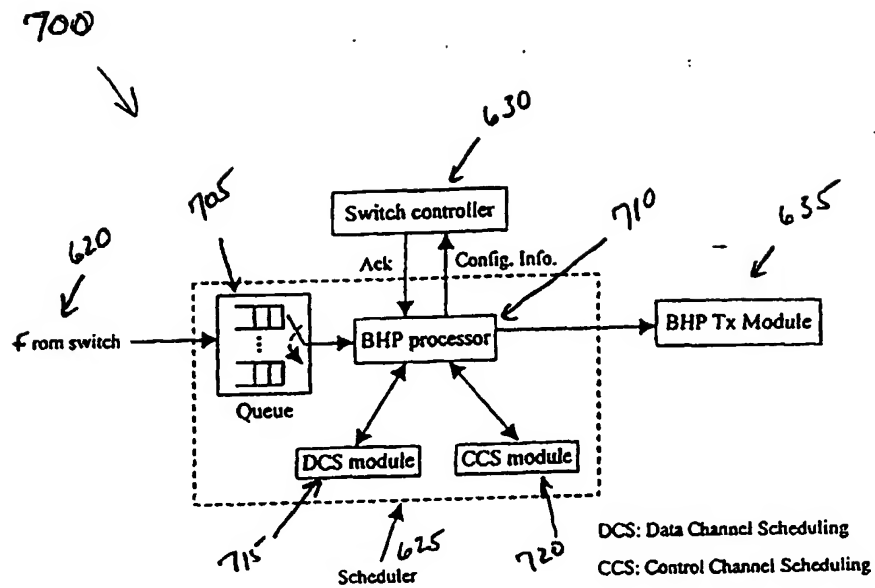 700
630
Switch controller
705
710
635
620
Ack
Config. Info.
From switch
BHP processor
BHP Tx Module
Queue
DCS module
CCS module
715
625
720
Scheduler
DCS: Data Channel Scheduling
CCS: Control Channel Scheduling